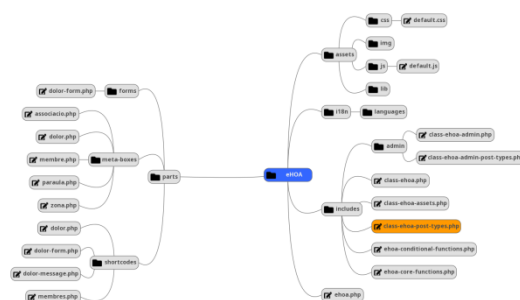 css
default.css
img
assets
js
default.js
lib
dolor-form.php
forms
i18n
languages
associacio.php
class-ehoa-admin.php
dolor.php
admin
membre.php
meta-boxes
class-ehoa-admin-post-types.ph
parts
eHOA
paraula.php
class-ehoa.php
zona.php
class-ehoa-assets.php
includes
dolor.php
class-ehoa-post-types.php
dolor-form.php
ehoa-conditional-functions.php
shortcodes
dolor-message.php
ehoa-core-functions.php
membres.php
ehoa.php